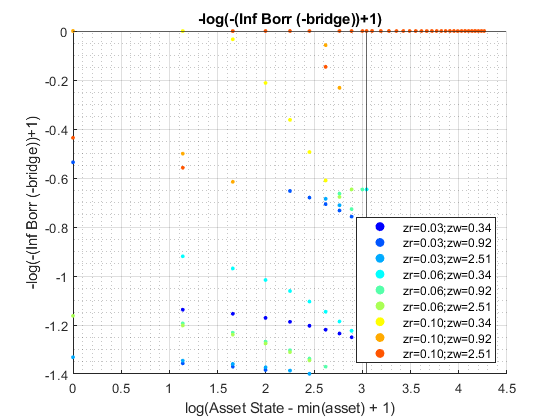 -log(-(Inf Borr (-bridge))+1)
-log(-(Inf Borr (-bridge))+1)
0
-0.2
-0.4
-0.6
-0.8
-1
-1.2
-1.4
zr=0.03;zw=0.34
zr=0.03;zw=0.92
zr=0.03;zw=2.51
zr=0.06;zw=0.34
zr=0.06;zw=0.92
zr=0.06;zw=2.51
zr=0.10;zw=0.34
zr=0.10;zw=0.92
zr=0.10;zw=2.51
0 0.5 1 1.5 2 2.5 3 3.5 4 4.5
log(Asset State - min(asset) + 1)